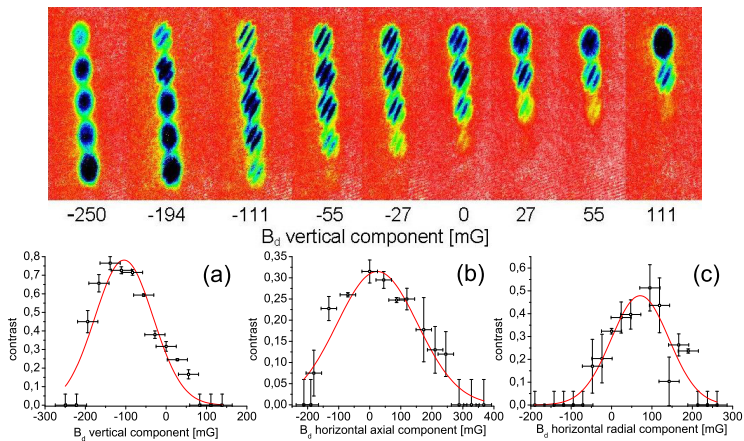 -250 -194 -111 -55 -27 0 27 55 111
B_d vertical component [mG]
(a) (b) (c)
0,8 0,7 0,6 0,5 0,4 0,3 0,2 0,1 0,0
contrast
-300 -200 -100 0 100 200
B_d vertical component [mG]
0,35 0,30 0,25 0,20 0,15 0,10 0,05 0,00
contrast
-200 0 200 400
B_d horizontal axial component [mG]
0,6 0,5 0,4 0,3 0,2 0,1 0,0
contrast
-200 -100 0 100 200 300
B_d horizontal radial component [mG]